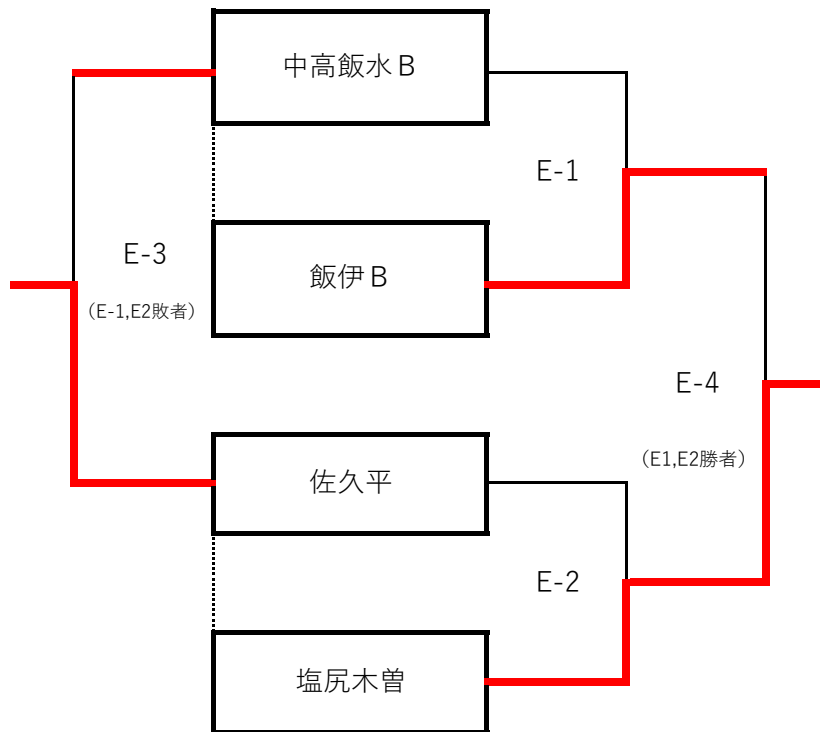 中高飯水B
E-1
E-3
飯伊B
（E-1,E2敗者）
E-4
（E1,E2勝者）
佐久平
E-2
塩尻木曽